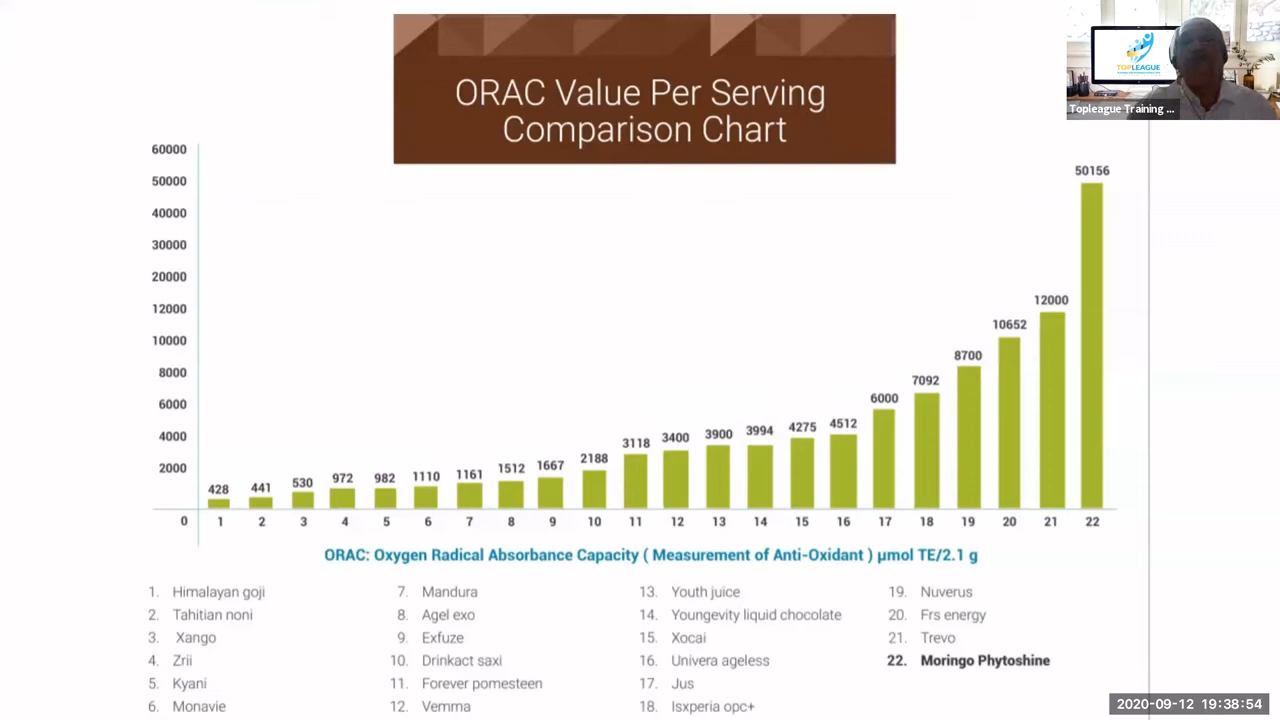 ORAC Value Per Serving
Comparison Chart
TOPLEAGUE
Topleague Training ...
60000
50000
40000
30000
20000
12000
10000
8000
6000
4000
2000
0
428
441
530
972
982
1110
1161
1512
1667
2188
3118
3400
3900
3994
4275
4512
6000
7092
8700
10652
12000
50156
1 2 3 4 5 6 7 8 9 10 11 12 13 14 15 16 17 18 19 20 21 22
ORAC: Oxygen Radical Absorbance Capacity ( Measurement of Anti-Oxidant ) μmol TE/2.1 g
1. Himalayan goji
2. Tahitian noni
3. Xango
4. Zrii
5. Kyani
6. Monavie
7. Mandura
8. Agel exo
9. Exfuze
10. Drinkact saxi
11. Forever pomesteen
12. Vemma
13. Youth juice
14. Youngevity liquid chocolate
15. Xocai
16. Univera ageless
17. Jus
18. Isxperia opc+
19. Nuverus
20. Frs energy
21. Trevo
22. Moringo Phytoshine
2020-09-12 19:38:54